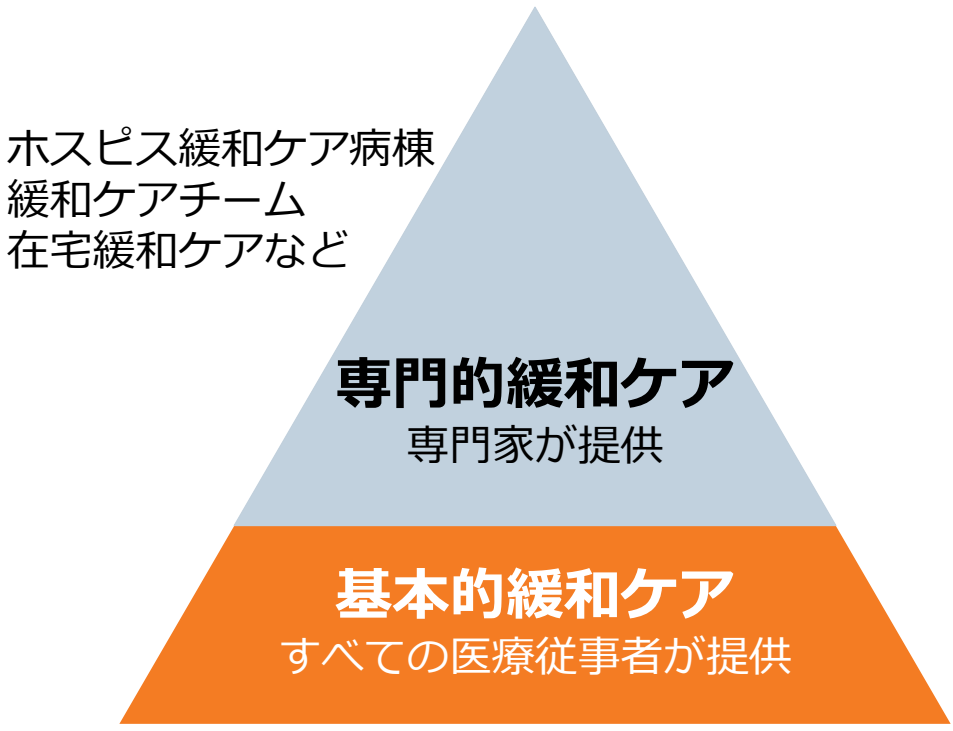 ホスピス緩和ケア病棟
緩和ケアチーム
在宅緩和ケアなど
専門的緩和ケア
専門家が提供
基本的緩和ケア
すべての医療従事者が提供